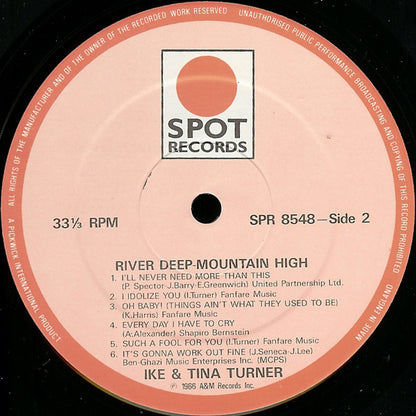 ALL RIGHTS OF THE MANUFACTURER AND OF THE OWNER OF THE RECORDED WORK RESERVED
UNAUTHORISED PUBLIC PERFORMANCE BROADCASTING AND COPYING OF THIS RECORD PROHIBITED
SPOT
RECORDS
33⅓ RPM
SPR 8548–Side 2
RIVER DEEP-MOUNTAIN HIGH
1. I'LL NEVER NEED MORE THAN THIS
(P. Spector-J.Barry-E.Greenwich) United Partnership Ltd.
2. I IDOLIZE YOU (I.Turner) Fanfare Music
3. OH BABY! (THINGS AIN'T WHAT THEY USED TO BE)
(K.Harris) Fanfare Music
4. EVERY DAY I HAVE TO CRY
(A.Alexander) Shapiro Bernstein
5. SUCH A FOOL FOR YOU (I.Turner) Fanfare Music
6. IT'S GONNA WORK OUT FINE (J.Seneca-J.Lee)
Ben-Ghazi Music Enterprises Inc. (MCPS)
IKE & TINA TURNER
℗ 1966 A&M Records Inc.
A PICKWICK INTERNATIONAL PRODUCT
MADE IN ENGLAND